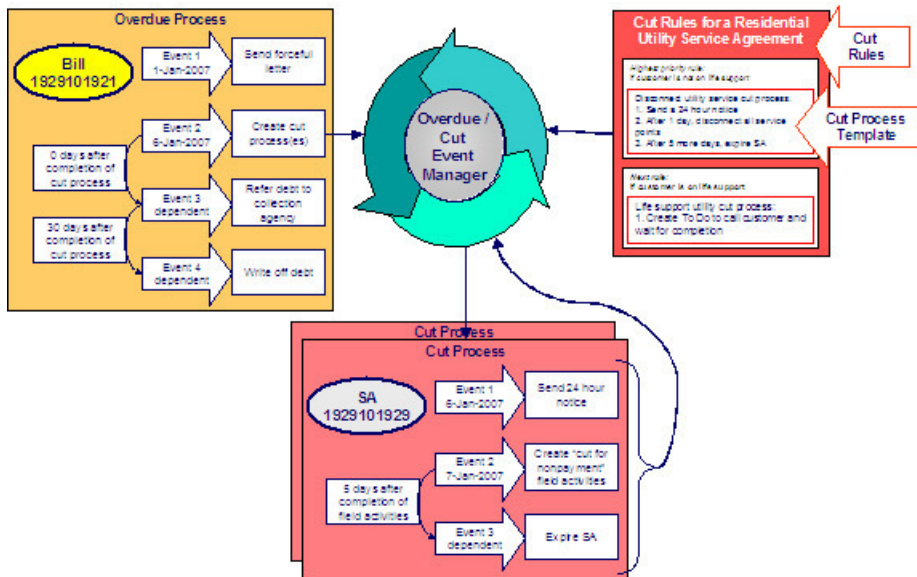 Overdue Process
Bill
1929101921
Event 1
1-Jan-2007
Send forceful
letter
Event 2
6-Jan-2007
Create cut
process(es)
0 days after
completion of
cut process
Event 3
dependent
Refer debt to
collection
agency
30 days after
completion of
cut process
Event 4
dependent
Write off debt
Overdue /
Cut
Event
Manager
Cut Rules for a Residential
Utility Service Agreement
Highest priority rule:
If customer is not on life support
Disconnect utility service cut process:
1. Send a 24 hour notice
2. After 1 day, disconnect all service
points
3. After 5 more days, expire SA
Next rule:
If customer is on life support
Life support utility cut process:
1. Create To Do to call customer and
wait for completion
Cut
Rules
Cut Process
Template
Cut Process
Cut Process
SA
1929101929
Event 1
6-Jan-2007
Send 24 hour
notice
Event 2
7-Jan-2007
Create "cut for
nonpayment"
field activities
5 days after
completion of
field activities
Event 3
dependent
Expire SA